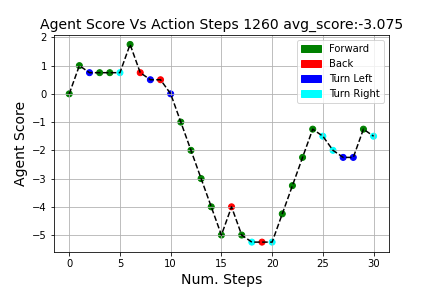 Agent Score Vs Action Steps 1260 avg_score:-3.075
Agent Score
2
1
0
−1
−2
−3
−4
−5
Forward
Back
Turn Left
Turn Right
0 5 10 15 20 25 30
Num. Steps